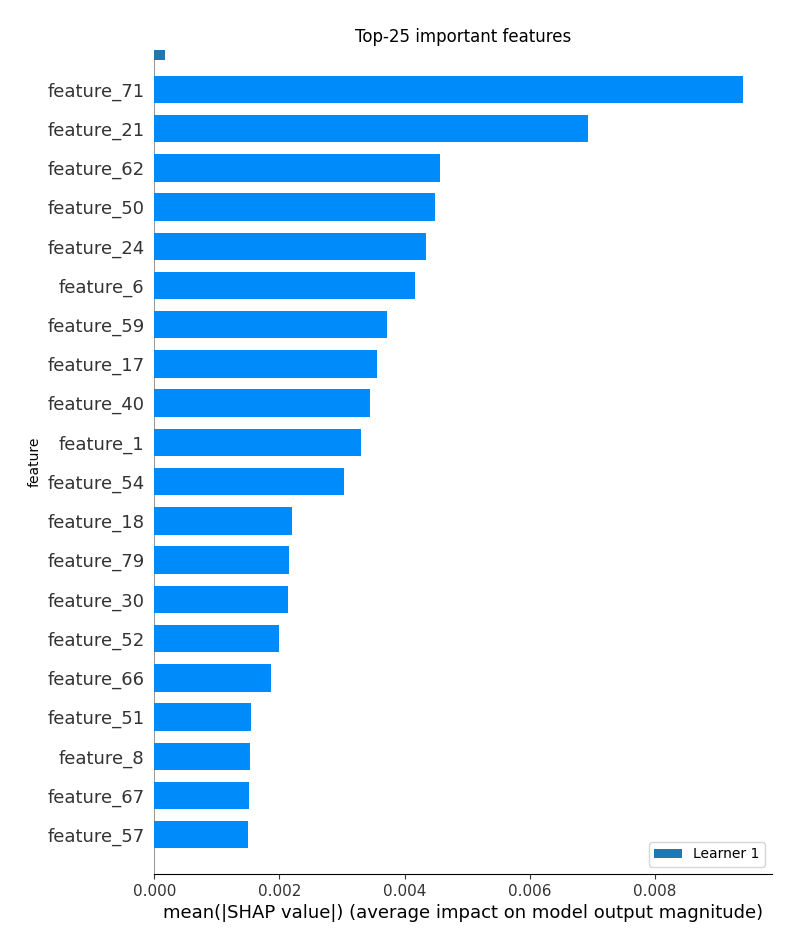 Top-25 important features
feature_71
feature_21
feature_62
feature_50
feature_24
feature_6
feature_59
feature_17
feature_40
feature_1
feature_54
feature_18
feature_79
feature_30
feature_52
feature_66
feature_51
feature_8
feature_67
feature_57
feature
Learner 1
0.000 0.002 0.004 0.006 0.008
mean(|SHAP value|) (average impact on model output magnitude)